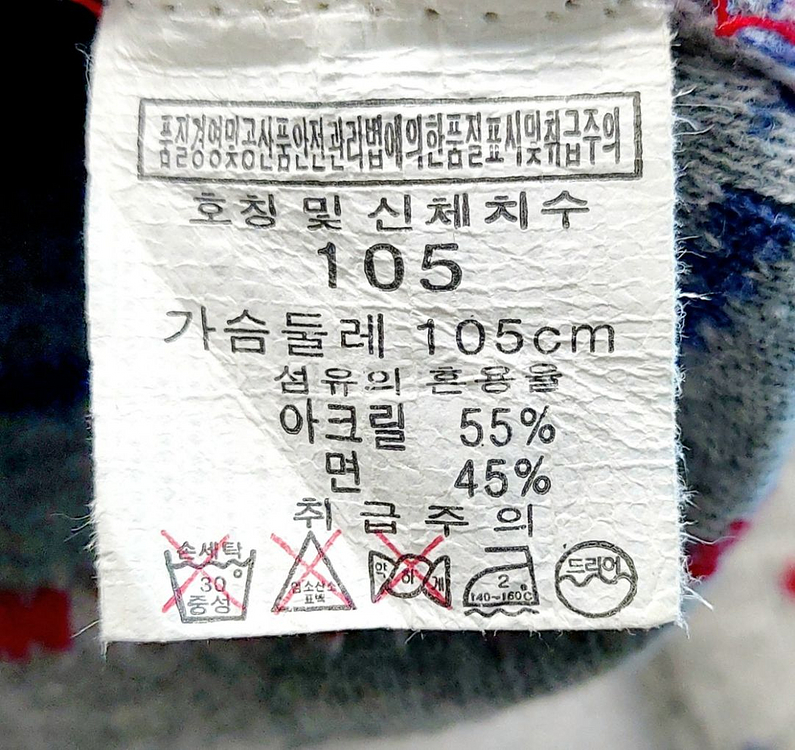 품질경영및공산품안전관리법에의한품질표시및취급주의
호칭 및 신체치수
105
가슴둘레 105cm
섬유의 혼용율
아크릴 55%
면 45%
취급주의
손세탁
30°
중성
염소산소
표백
약하게
2
140~160℃
드라이